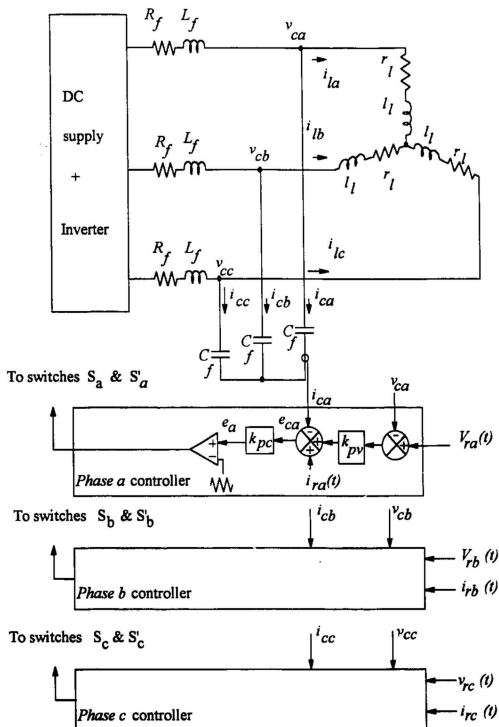 R_f L_f
v_ca
i_la
r_l
l_l
DC
supply
+
Inverter
R_f L_f
v_cb
i_lb
l_l
r_l
l_l
r_l
R_f L_f
v_cc
i_lc
i_cc
i_cb
i_ca
C_f
C_f
C_f
To switches S_a & S'_a
i_ca
v_ca
e_a
k_pc
e_ca
k_pv
V_ra(t)
i_ra(t)
Phase a controller
To switches S_b & S'_b
i_cb
v_cb
V_rb(t)
i_rb(t)
Phase b controller
To switches S_c & S'_c
i_cc
v_cc
v_rc(t)
i_rc(t)
Phase c controller